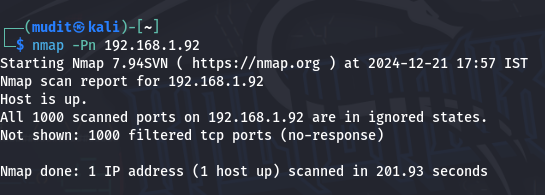 ┌──(mudit㉿kali)-[~]
└─$ nmap -Pn 192.168.1.92
Starting Nmap 7.94SVN ( https://nmap.org ) at 2024-12-21 17:57 IST
Nmap scan report for 192.168.1.92
Host is up.
All 1000 scanned ports on 192.168.1.92 are in ignored states.
Not shown: 1000 filtered tcp ports (no-response)
Nmap done: 1 IP address (1 host up) scanned in 201.93 seconds